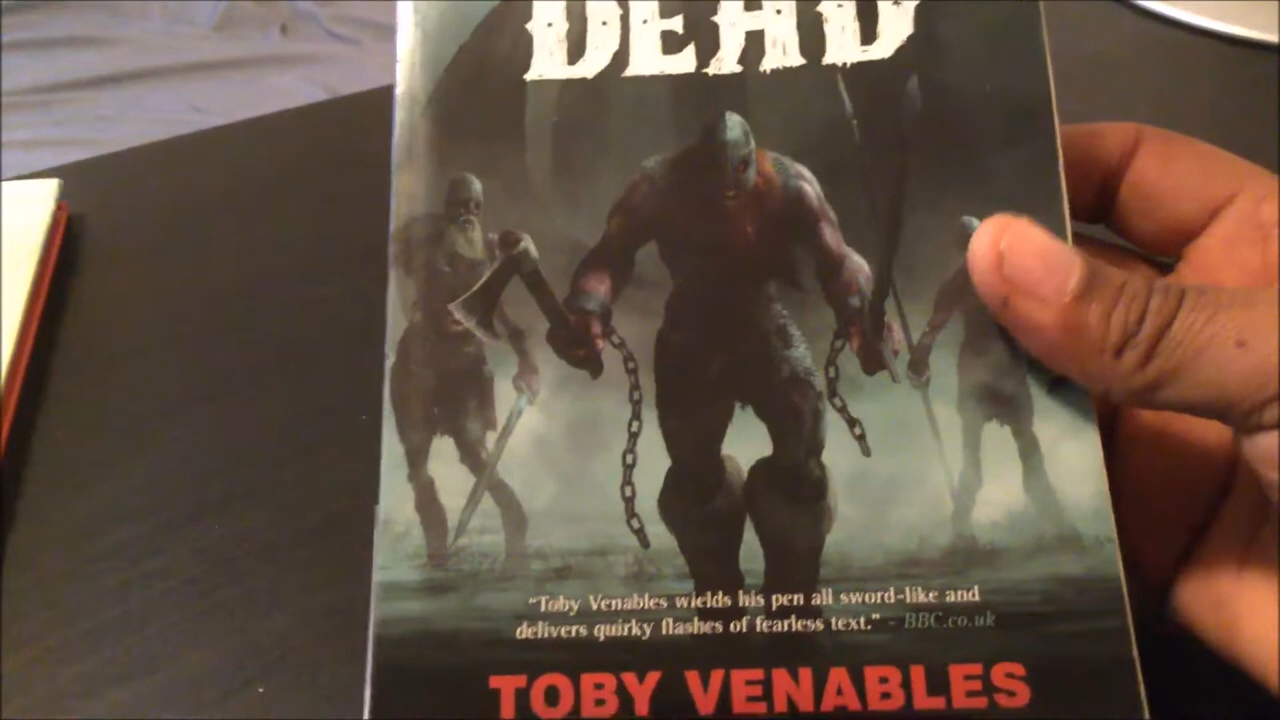 DEAD
"Toby Venables wields his pen all sword-like and
delivers quirky flashes of fearless text." - BBC.co.uk
TOBY VENABLES